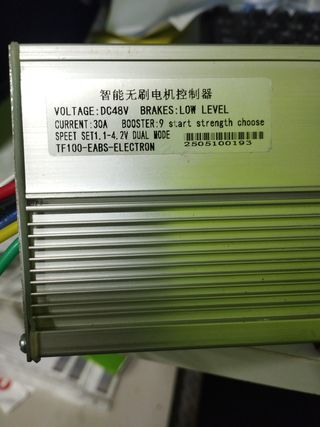 智能无刷电机控制器
VOLTAGE:DC48V BRAKES:LOW LEVEL
CURRENT:30A BOOSTER:9 start strength choose
SPEET SET1.1-4.2V DUAL MODE
TF100-EABS-ELECTRON
2505100193